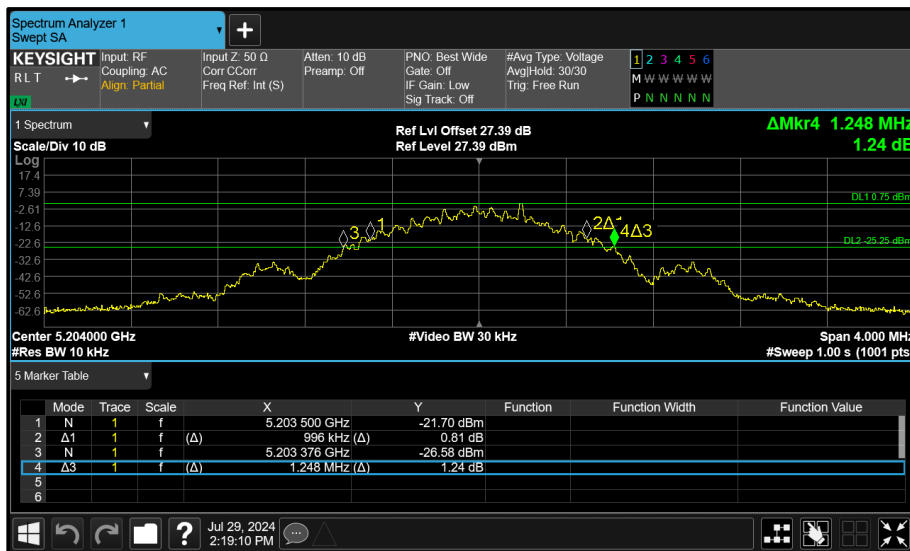 Spectrum Analyzer 1
Swept SA
KEYSIGHT
RLT
LXI
Input: RF
Coupling: AC
Align: Partial
Input Z: 50 Ω
Corr CCorr
Freq Ref: Int (S)
Atten: 10 dB
Preamp: Off
PNO: Best Wide
Gate: Off
IF Gain: Low
Sig Track: Off
#Avg Type: Voltage
Avg|Hold: 30/30
Trig: Free Run
1 2 3 4 5 6
M W W W W W
P N N N N N
1 Spectrum
Scale/Div 10 dB
Ref Lvl Offset 27.39 dB
Ref Level 27.39 dBm
ΔMkr4 1.248 MHz
1.24 dB
Log
17.4
7.39
-2.61
-12.6
-22.6
-32.6
-42.6
-52.6
-62.6
DL1 0.75 dBm
DL2 -25.25 dBm
3
1
2Δ1
4Δ3
Center 5.204000 GHz
#Video BW 30 kHz
Span 4.000 MHz
#Res BW 10 kHz
#Sweep 1.00 s (1001 pts
5 Marker Table
Mode Trace Scale X Y Function Function Width Function Value
1 N 1 f 5.203 500 GHz -21.70 dBm
2 Δ1 1 f (Δ) 996 kHz (Δ) 0.81 dB
3 N 1 f 5.203 376 GHz -26.58 dBm
4 Δ3 1 f (Δ) 1.248 MHz (Δ) 1.24 dB
5
6
?
Jul 29, 2024
2:19:10 PM